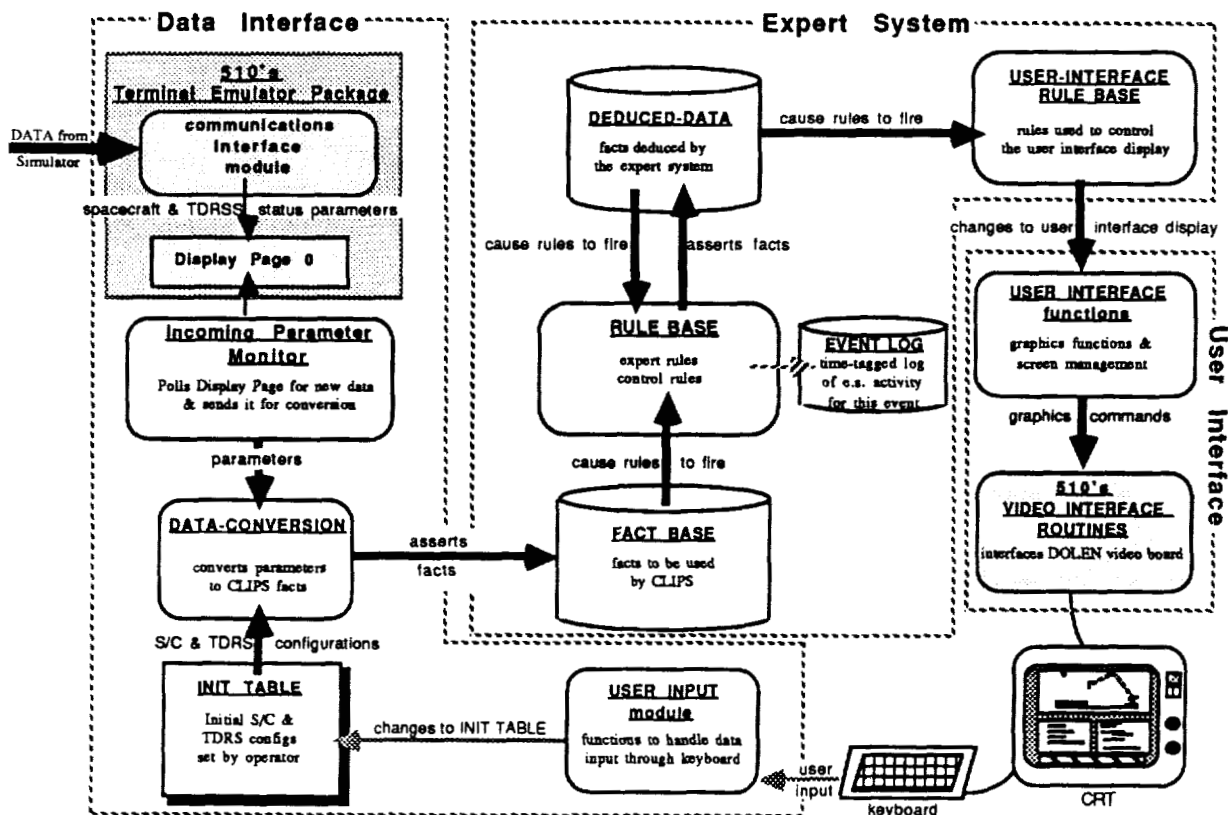 Data Interface
510's
Terminal Emulator Package
communications
Interface
module
DATA from
Simulator
spacecraft & TDRSS status parameters
Display Page 0
Incoming Parameter
Monitor
Polls Display Page for new data
& sends it for conversion
parameters
DATA-CONVERSION
converts parameters
to CLIPS facts
asserts
facts
S/C & TDRS configurations
INIT TABLE
Initial S/C &
TDRS configs
set by operator
changes to INIT TABLE
USER INPUT
module
functions to handle data
input through keyboard
user
input
keyboard
CRT
Expert System
DEDUCED-DATA
facts deduced by
the expert system
cause rules to fire
USER-INTERFACE
RULE BASE
rules used to control
the user interface display
cause rules to fire
asserts facts
RULE BASE
expert rules
control rules
EVENT LOG
time-tagged log
of e.s. activity
for this event
cause rules to fire
FACT BASE
facts to be used
by CLIPS
changes to user interface display
User Interface
USER INTERFACE
functions
graphics functions &
screen management
graphics commands
510's
VIDEO INTERFACE
ROUTINES
interfaces DOLEN video board